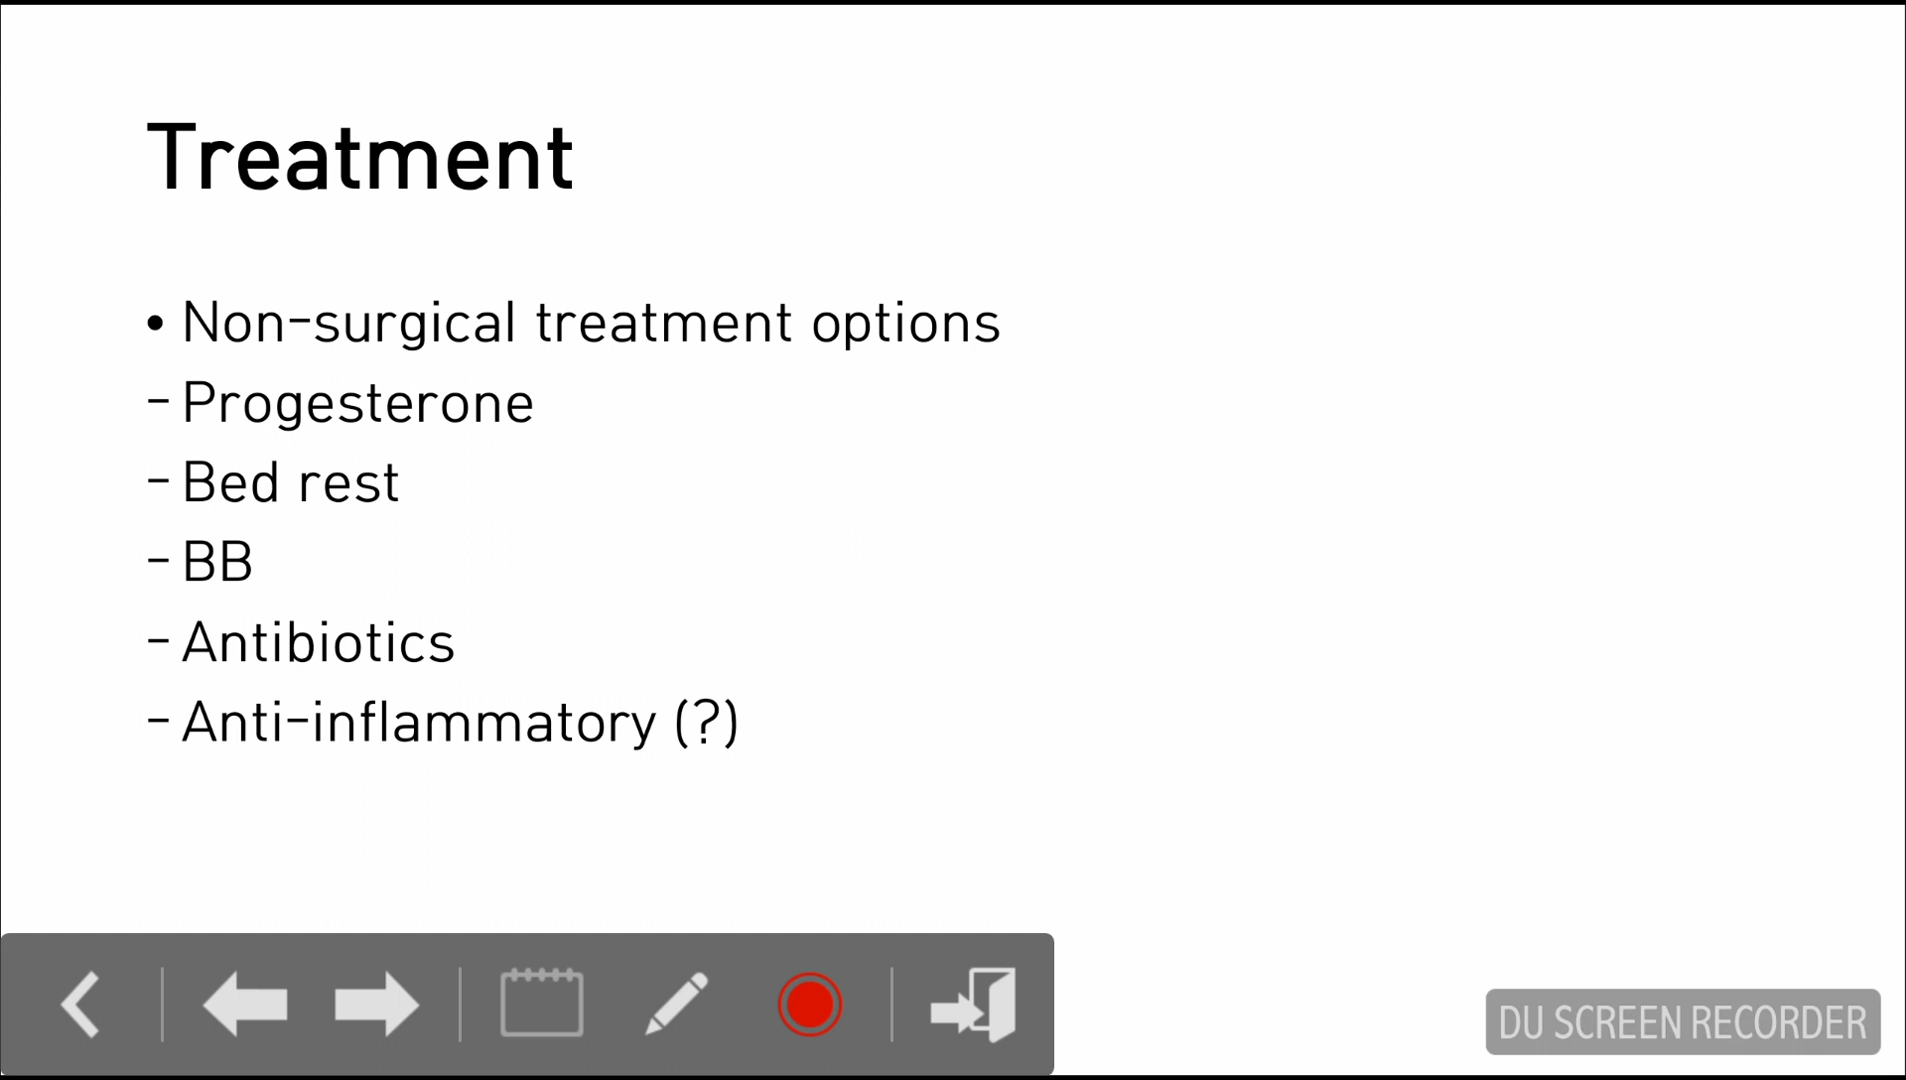 Treatment
• Non-surgical treatment options
- Progesterone
- Bed rest
- BB
- Antibiotics
- Anti-inflammatory (?)
DU SCREEN RECORDER